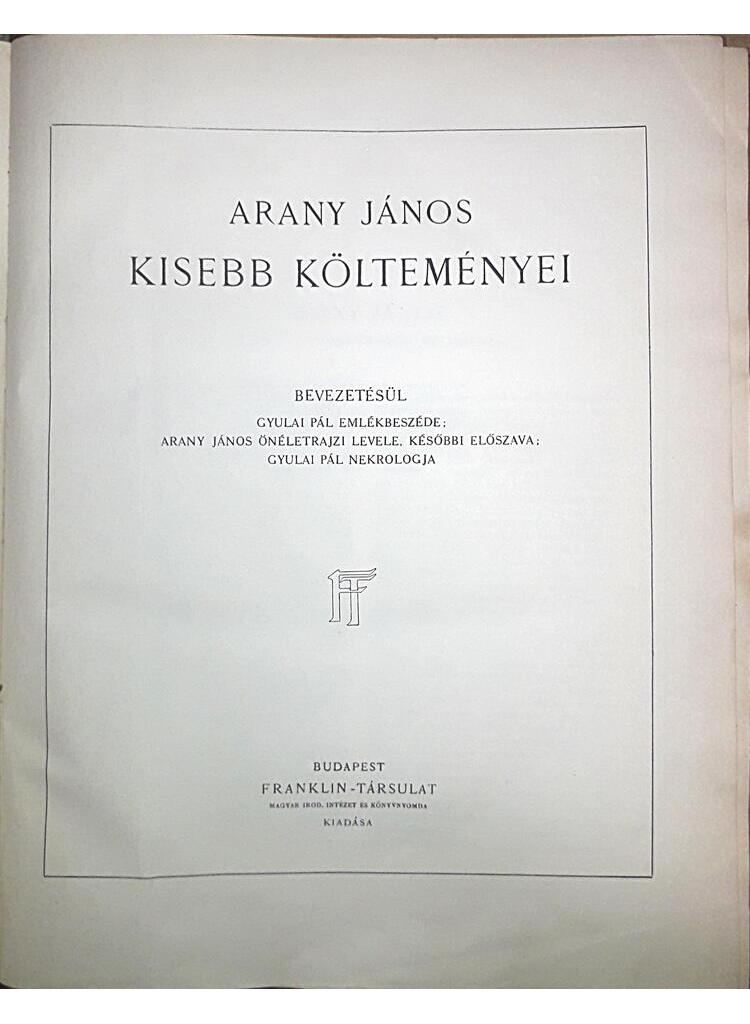 ARANY JÁNOS
KISEBB KÖLTEMÉNYEI
BEVEZETÉSÜL
GYULAI PÁL EMLÉKBESZÉDE;
ARANY JÁNOS ÖNÉLETRAJZI LEVELE, KÉSŐBBI ELŐSZAVA;
GYULAI PÁL NEKROLOGJA
FT
BUDAPEST
FRANKLIN-TÁRSULAT
MAGYAR IROD. INTÉZET ÉS KÖNYVNYOMDA
KIADÁSA